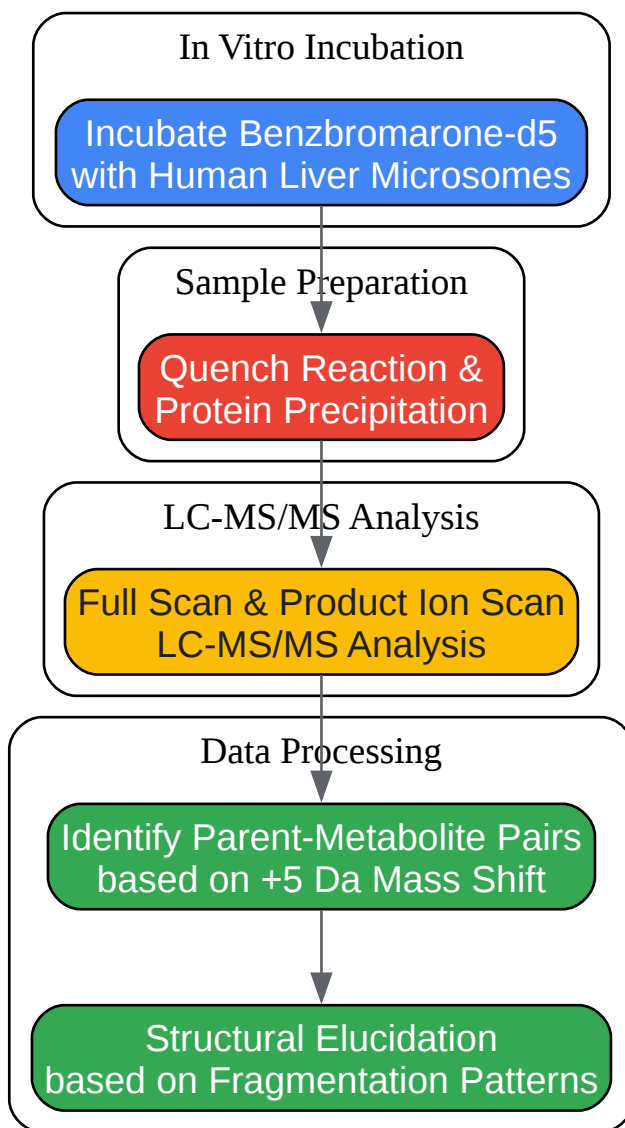 In Vitro Incubation
Incubate Benzbromarone-d5
with Human Liver Microsomes
Sample Preparation
Quench Reaction &
Protein Precipitation
LC-MS/MS Analysis
Full Scan & Product Ion Scan
LC-MS/MS Analysis
Data Processing
Identify Parent-Metabolite Pairs
based on +5 Da Mass Shift
Structural Elucidation
based on Fragmentation Patterns